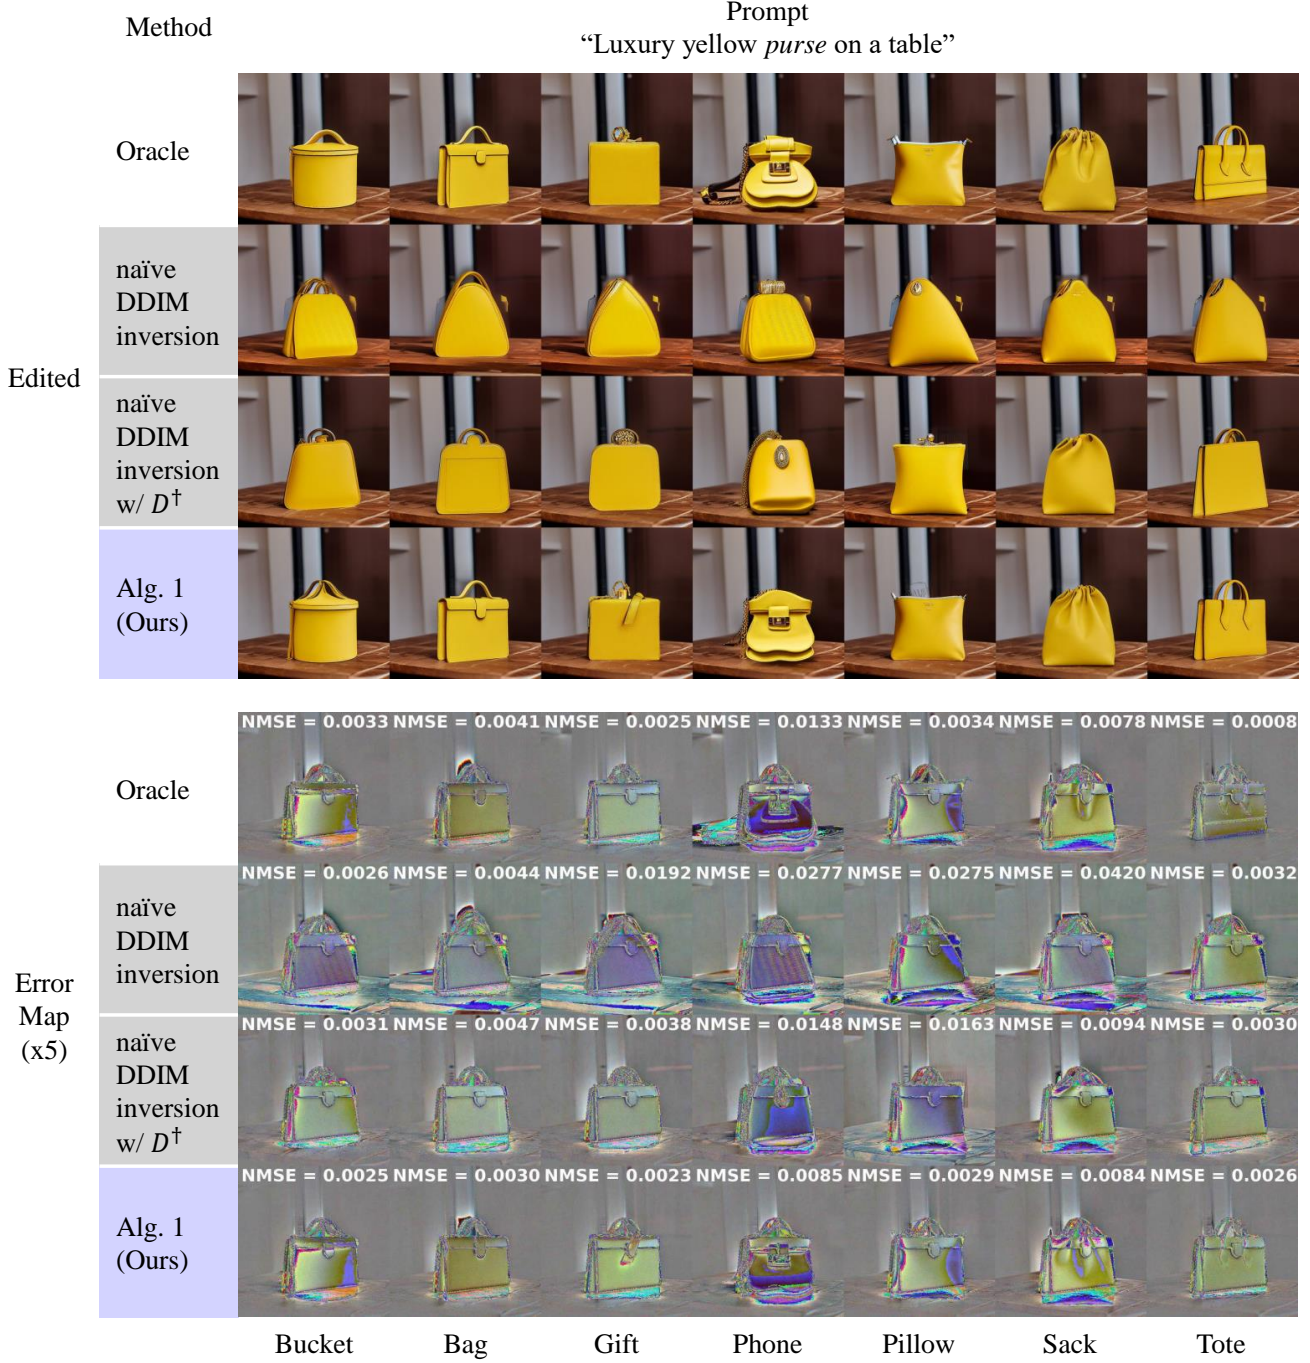 Method
Prompt
“Luxury yellow purse on a table”
Edited
Oracle
naïve
DDIM
inversion
naïve
DDIM
inversion
w/ D†
Alg. 1
(Ours)
Error
Map
(x5)
Oracle
NMSE = 0.0033 NMSE = 0.0041 NMSE = 0.0025 NMSE = 0.0133 NMSE = 0.0034 NMSE = 0.0078 NMSE = 0.0008
naïve
DDIM
inversion
NMSE = 0.0026 NMSE = 0.0044 NMSE = 0.0192 NMSE = 0.0277 NMSE = 0.0275 NMSE = 0.0420 NMSE = 0.0032
naïve
DDIM
inversion
w/ D†
NMSE = 0.0031 NMSE = 0.0047 NMSE = 0.0038 NMSE = 0.0148 NMSE = 0.0163 NMSE = 0.0094 NMSE = 0.0030
Alg. 1
(Ours)
NMSE = 0.0025 NMSE = 0.0030 NMSE = 0.0023 NMSE = 0.0085 NMSE = 0.0029 NMSE = 0.0084 NMSE = 0.0026
Bucket Bag Gift Phone Pillow Sack Tote